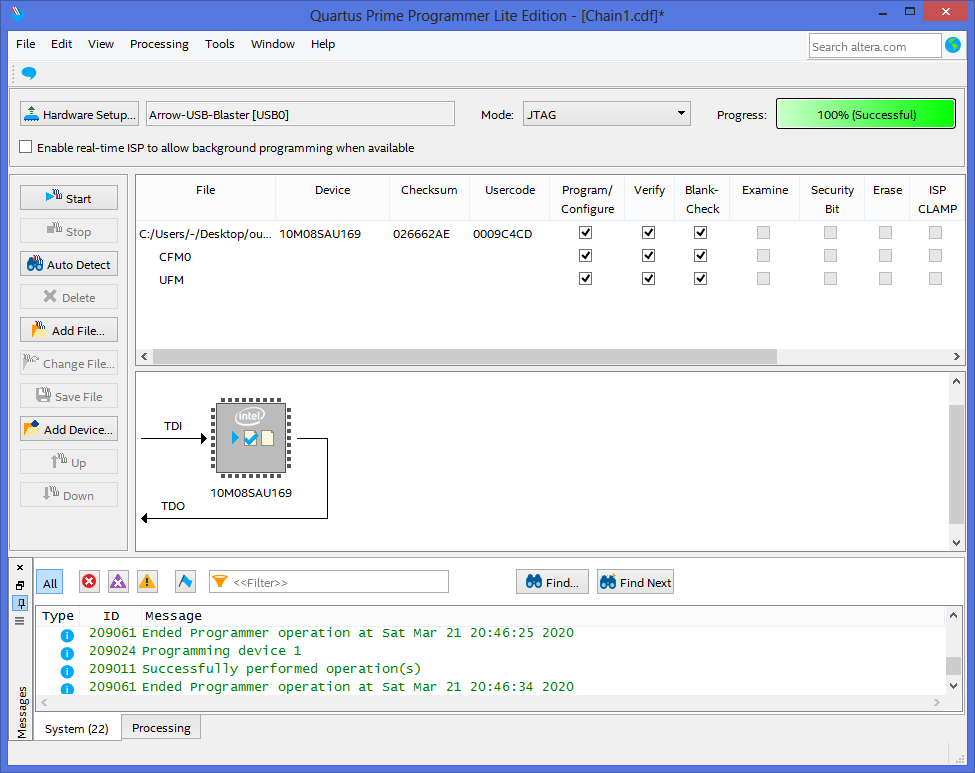 Quartus Prime Programmer Lite Edition - [Chain1.cdf]*
File Edit View Processing Tools Window Help
Search altera.com
Hardware Setup... Arrow-USB-Blaster [USB0] Mode: JTAG Progress: 100% (Successful)
Enable real-time ISP to allow background programming when available
Start
Stop
Auto Detect
Delete
Add File...
Change File...
Save File
Add Device...
Up
Down
File Device Checksum Usercode Program/ Verify Blank- Examine Security Erase ISP
Configure Check Bit CLAMP
C:/Users/-/Desktop/ou... 10M08SAU169 026662AE 0009C4CD
CFM0
UFM
TDI
intel
10M08SAU169
TDO
All <<Filter>> Find... Find Next
Type ID Message
209061 Ended Programmer operation at Sat Mar 21 20:46:25 2020
209024 Programming device 1
209011 Successfully performed operation(s)
209061 Ended Programmer operation at Sat Mar 21 20:46:34 2020
Messages
System (22) Processing